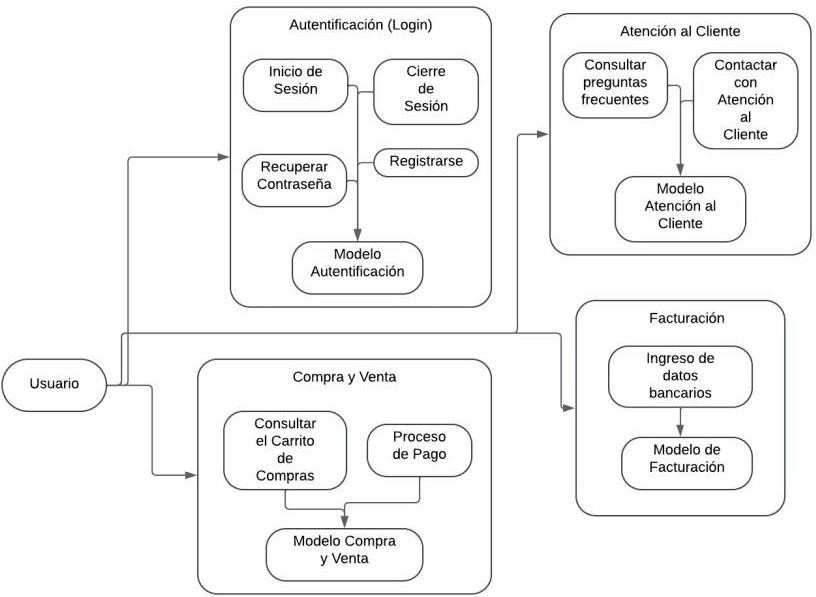 Autentificación (Login)
Inicio de
Sesión
Cierre
de
Sesión
Recuperar
Contraseña
Registrarse
Modelo
Autentificación
Atención al Cliente
Consultar
preguntas
frecuentes
Contactar
con
Atención
al
Cliente
Modelo
Atención al
Cliente
Usuario
Compra y Venta
Consultar
el Carrito
de
Compras
Proceso
de Pago
Modelo Compra
y Venta
Facturación
Ingreso de
datos
bancarios
Modelo de
Facturación